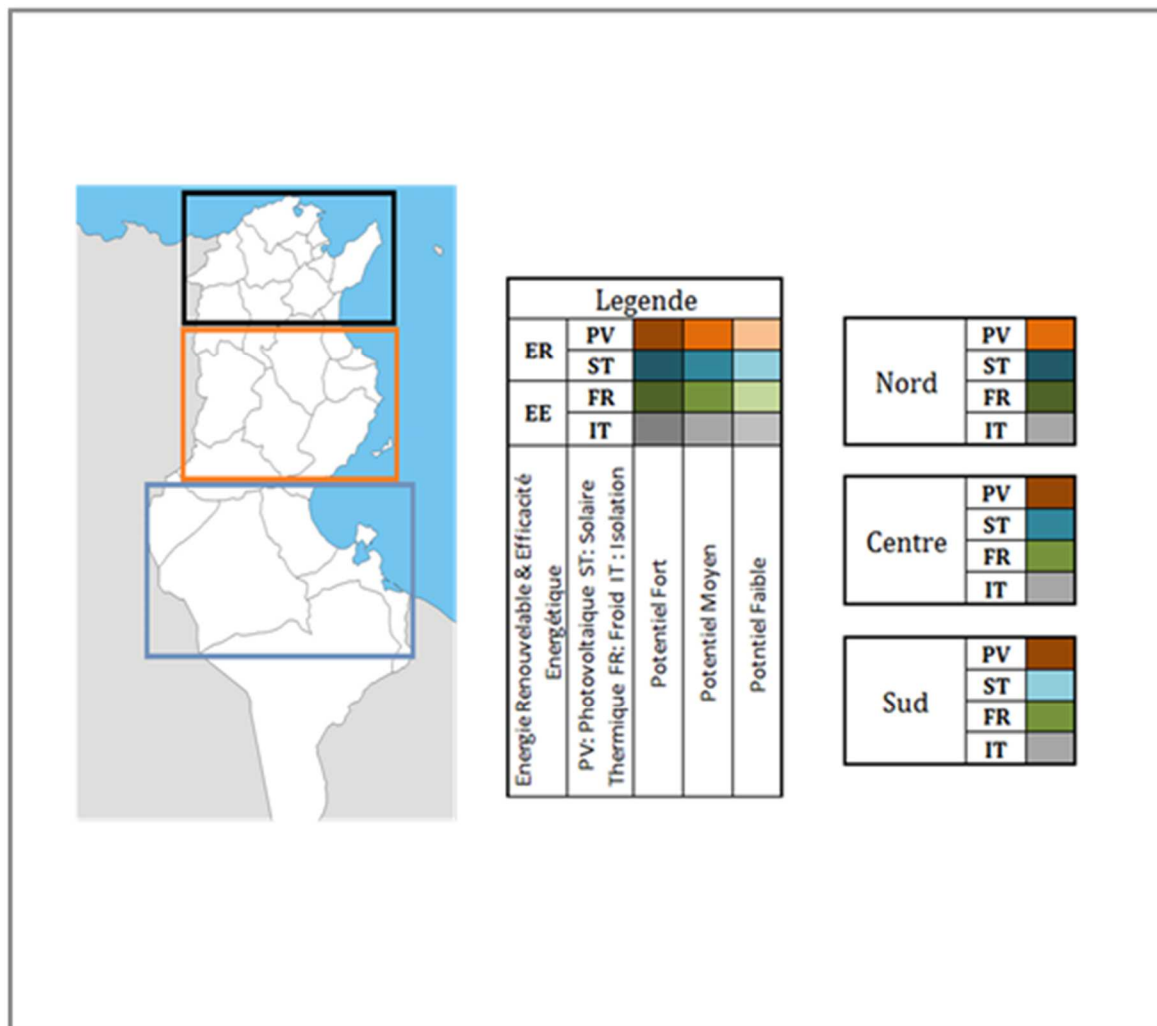 Legende
ER
PV
ST
EE
FR
IT
Energie Renouvelable & Efficacité
Energétique
PV: Photovoltaique ST: Solaire
Thermique FR: Froid IT : Isolation
Potentiel Fort
Potentiel Moyen
Potntiel Faible
Nord
PV
ST
FR
IT
Centre
PV
ST
FR
IT
Sud
PV
ST
FR
IT